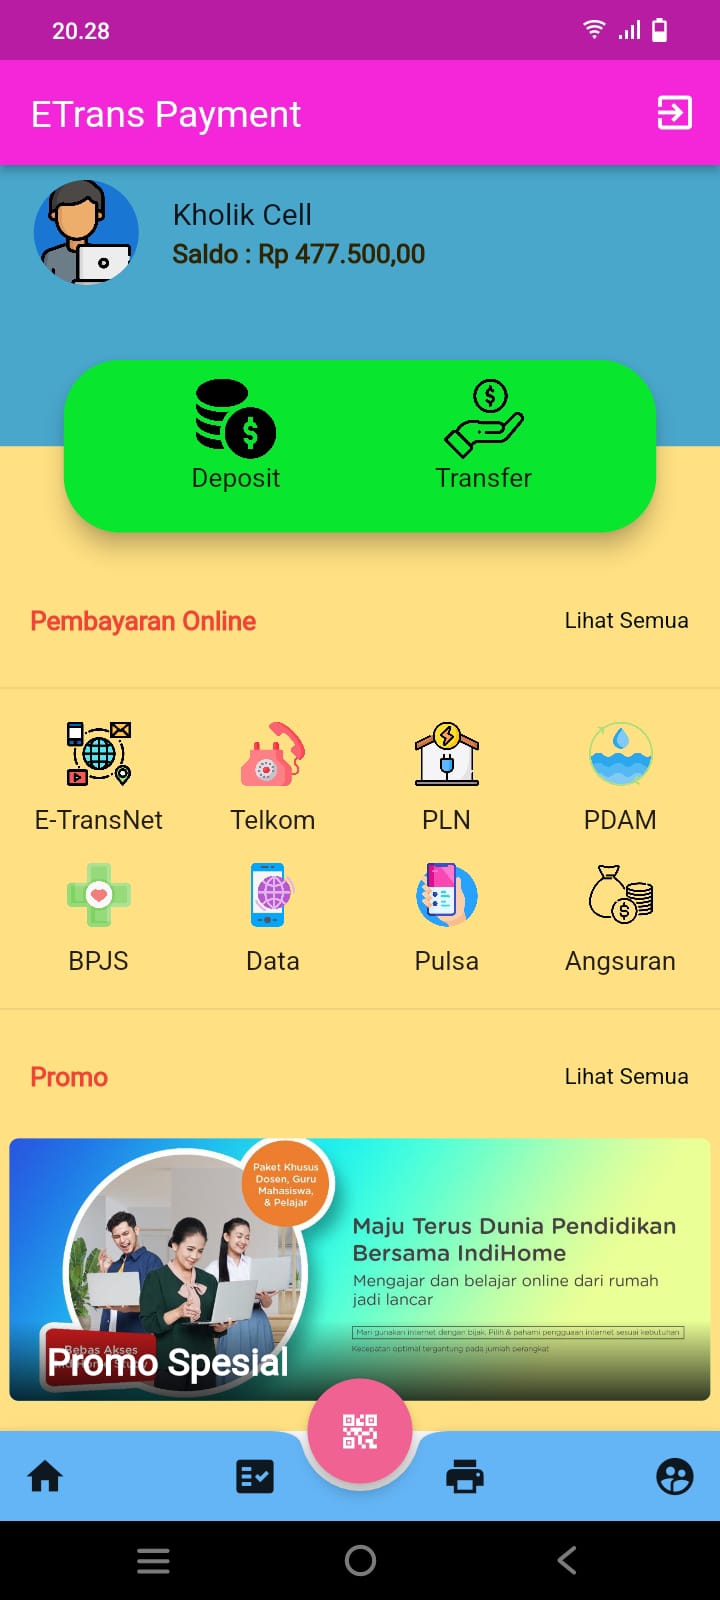 20.28
ETrans Payment
Kholik Cell
Saldo : Rp 477.500,00
Deposit
Transfer
Pembayaran Online
Lihat Semua
E-TransNet
Telkom
PLN
PDAM
BPJS
Data
Pulsa
Angsuran
Promo
Lihat Semua
Paket Khusus
Dosen, Guru
Mahasiswa,
& Pelajar
Maju Terus Dunia Pendidikan
Bersama IndiHome
Mengajar dan belajar online dari rumah
jadi lancar
Mari gunakan internet dengan bijak. Pilih & pahami pengguaan internet sesuai kebutuhan
Kecepatan optimal tergantung pada jumlah perangkat
Bebas Akses
Promo Spesial